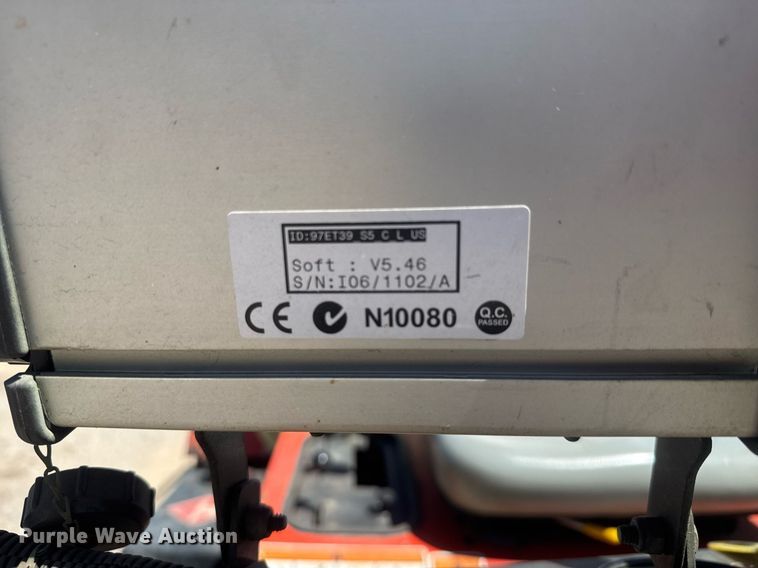 ID:97ET39 S5 C L US
Soft : V5.46
S/N:I06/1102/A
CE N10080 Q.C. PASSED
Purple Wave Auction